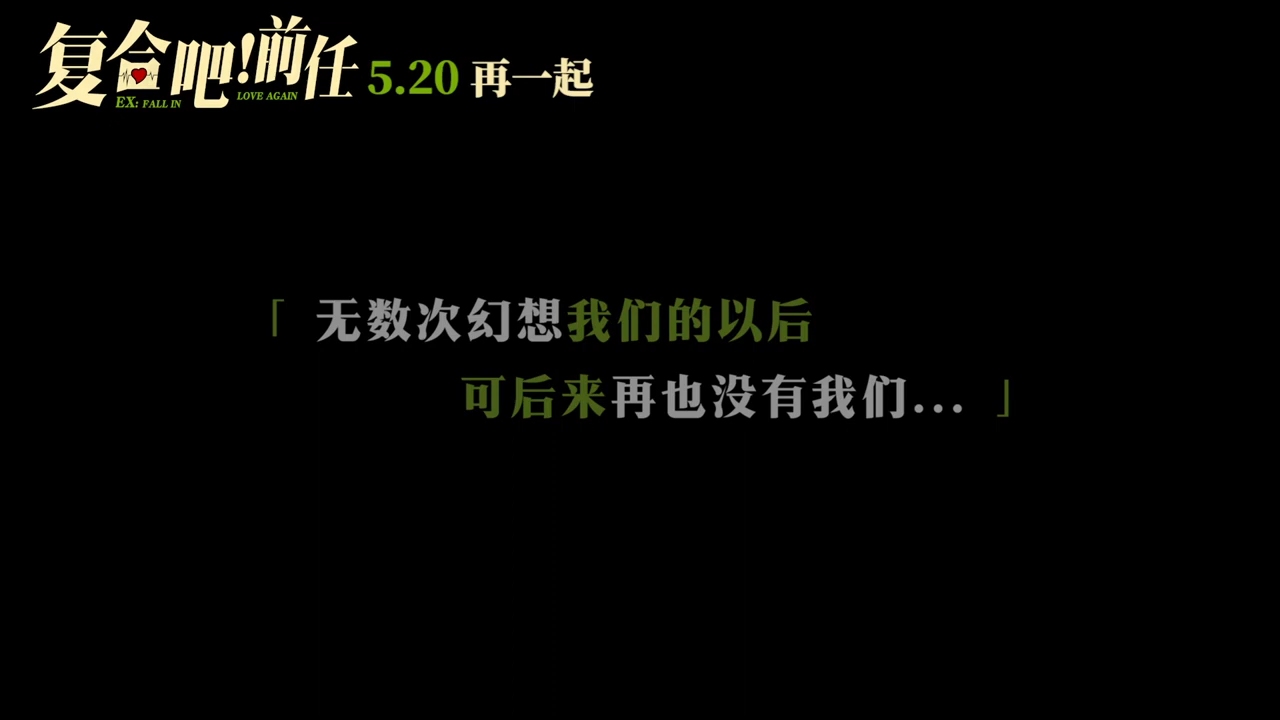 复合吧!前任 5.20 再一起
EX: FALL IN LOVE AGAIN
「 无数次幻想我们的以后
可后来再也没有我们... 」